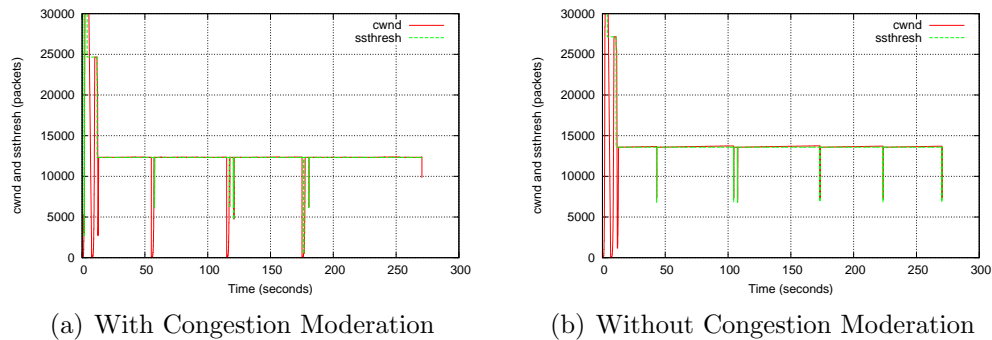 30000
25000
20000
15000
10000
5000
0
cwnd and ssthresh (packets)
cwnd
ssthresh
0 50 100 150 200 250 300
Time (seconds)
(a) With Congestion Moderation
30000
25000
20000
15000
10000
5000
0
cwnd and ssthresh (packets)
cwnd
ssthresh
0 50 100 150 200 250 300
Time (seconds)
(b) Without Congestion Moderation